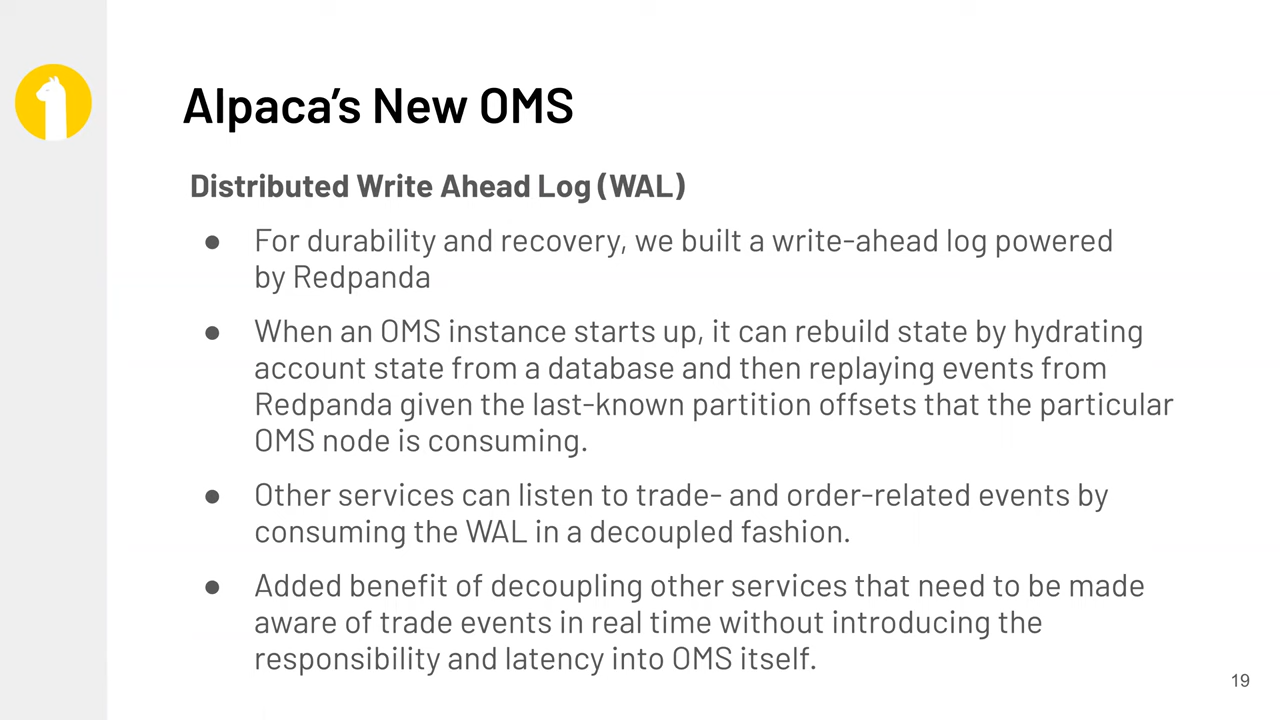 Alpaca’s New OMS
Distributed Write Ahead Log (WAL)
● For durability and recovery, we built a write-ahead log powered
by Redpanda
● When an OMS instance starts up, it can rebuild state by hydrating
account state from a database and then replaying events from
Redpanda given the last-known partition offsets that the particular
OMS node is consuming.
● Other services can listen to trade- and order-related events by
consuming the WAL in a decoupled fashion.
● Added benefit of decoupling other services that need to be made
aware of trade events in real time without introducing the
responsibility and latency into OMS itself.
19